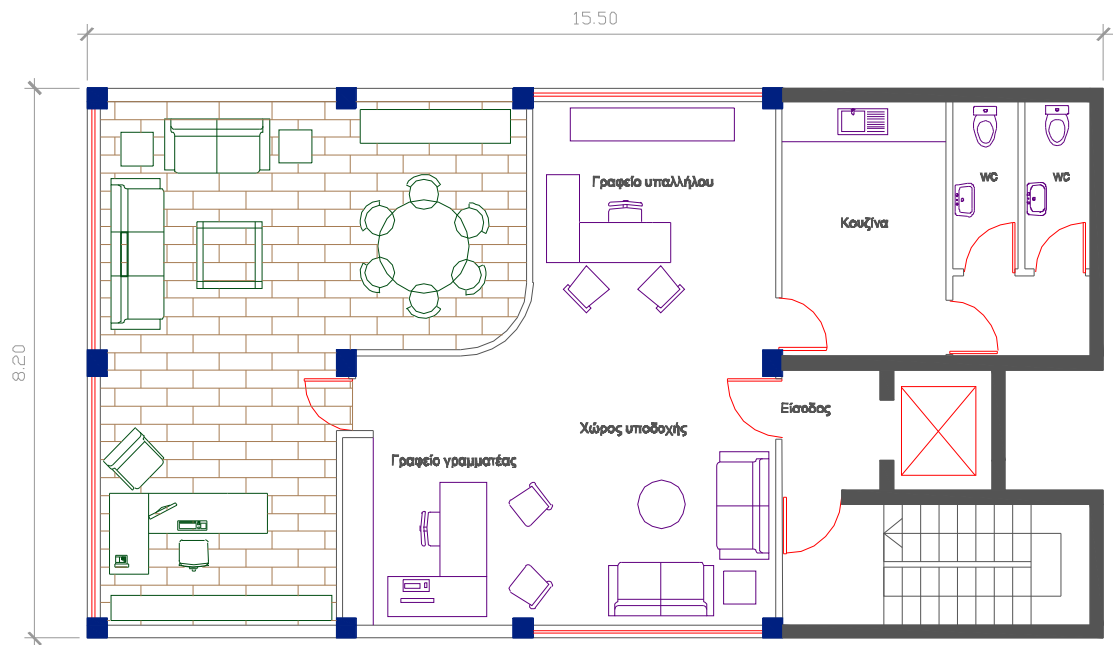 15.50
8.20
Γραφείο υπαλλήλου
wc
wc
Κουζίνα
Είσοδος
Χώρος υποδοχής
Γραφείο γραμματέας